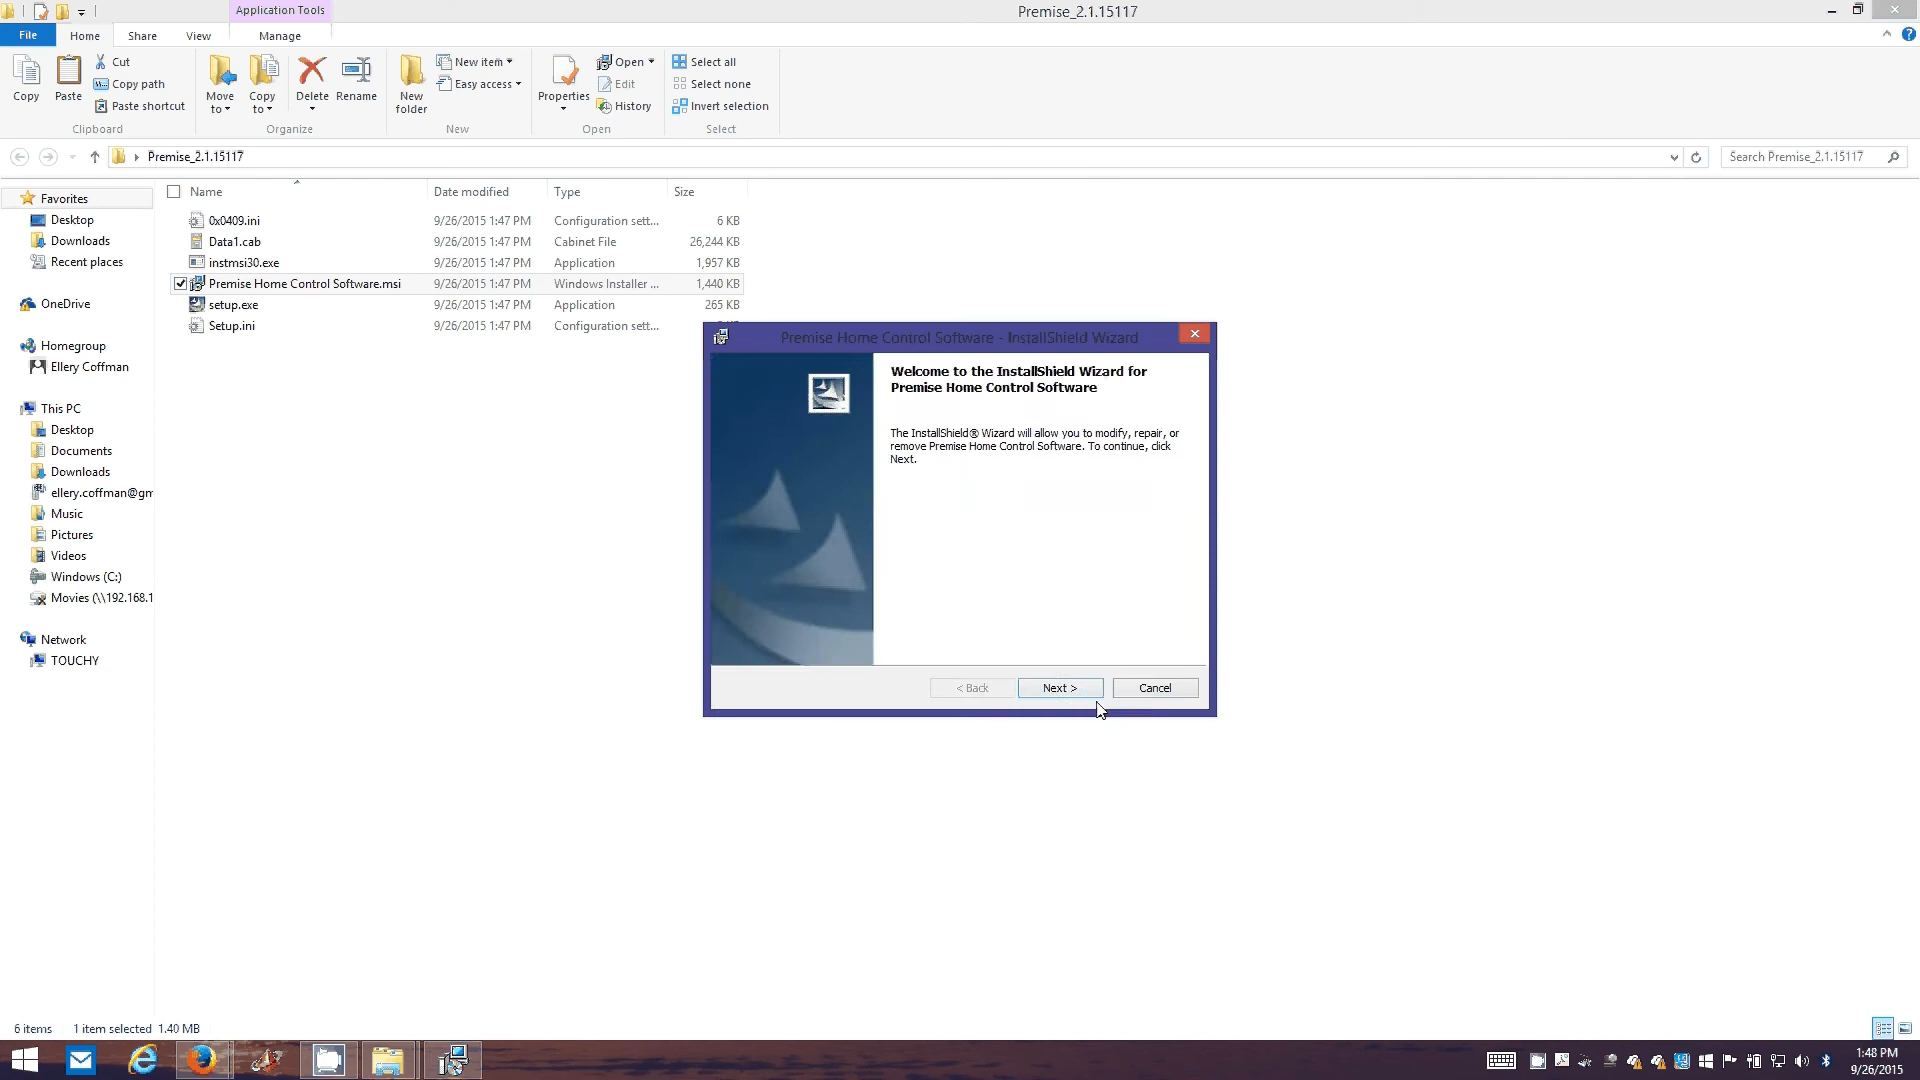 Application Tools
Premise_2.1.15117
File
Home
Share
View
Manage
Copy
Paste
Cut
Copy path
Paste shortcut
Clipboard
Move to
Copy to
Delete
Rename
Organize
New folder
New item
Easy access
New
Properties
Open
Edit
History
Open
Select all
Select none
Invert selection
Select
Premise_2.1.15117
Search Premise_2.1.15117
Name
Date modified
Type
Size
0x0409.ini 9/26/2015 1:47 PM Configuration sett... 6 KB
Data1.cab 9/26/2015 1:47 PM Cabinet File 26,244 KB
instmsi30.exe 9/26/2015 1:47 PM Application 1,957 KB
Premise Home Control Software.msi 9/26/2015 1:47 PM Windows Installer ... 1,440 KB
setup.exe 9/26/2015 1:47 PM Application 265 KB
Setup.ini 9/26/2015 1:47 PM Configuration sett...
Favorites
Desktop
Downloads
Recent places
OneDrive
Homegroup
Ellery Coffman
This PC
Desktop
Documents
Downloads
ellery.coffman@gm
Music
Pictures
Videos
Windows (C:)
Movies (\\192.168.1
Network
TOUCHY
Premise Home Control Software - InstallShield Wizard
Welcome to the InstallShield Wizard for
Premise Home Control Software
The InstallShield® Wizard will allow you to modify, repair, or
remove Premise Home Control Software. To continue, click
Next.
< Back
Next >
Cancel
6 items
1 item selected 1.40 MB
1:48 PM
9/26/2015